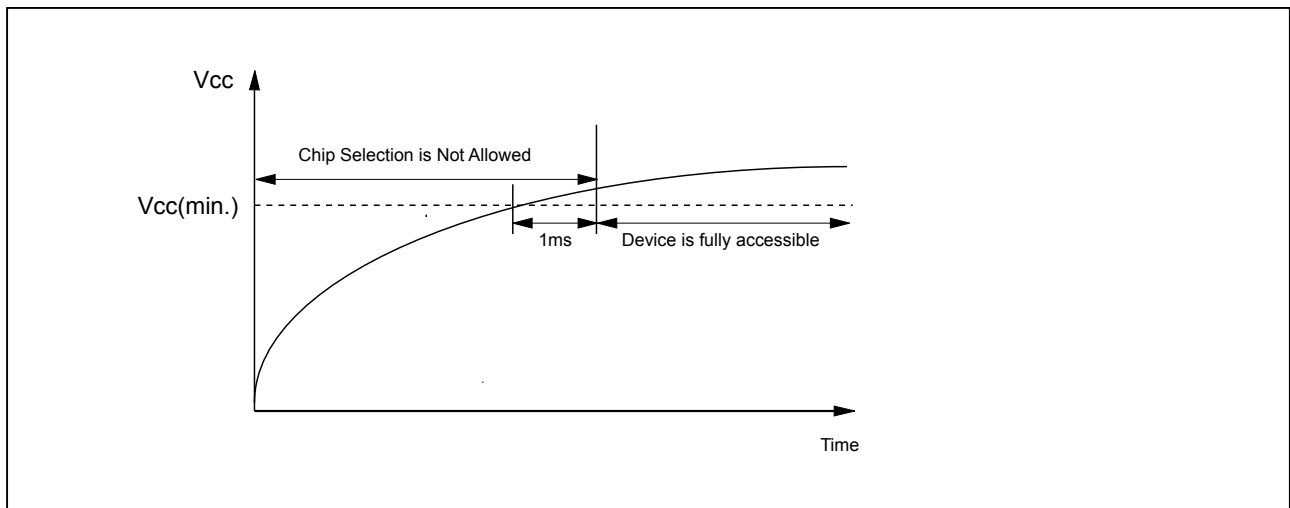 Vcc
Chip Selection is Not Allowed
Vcc(min.)
1ms
Device is fully accessible
Time